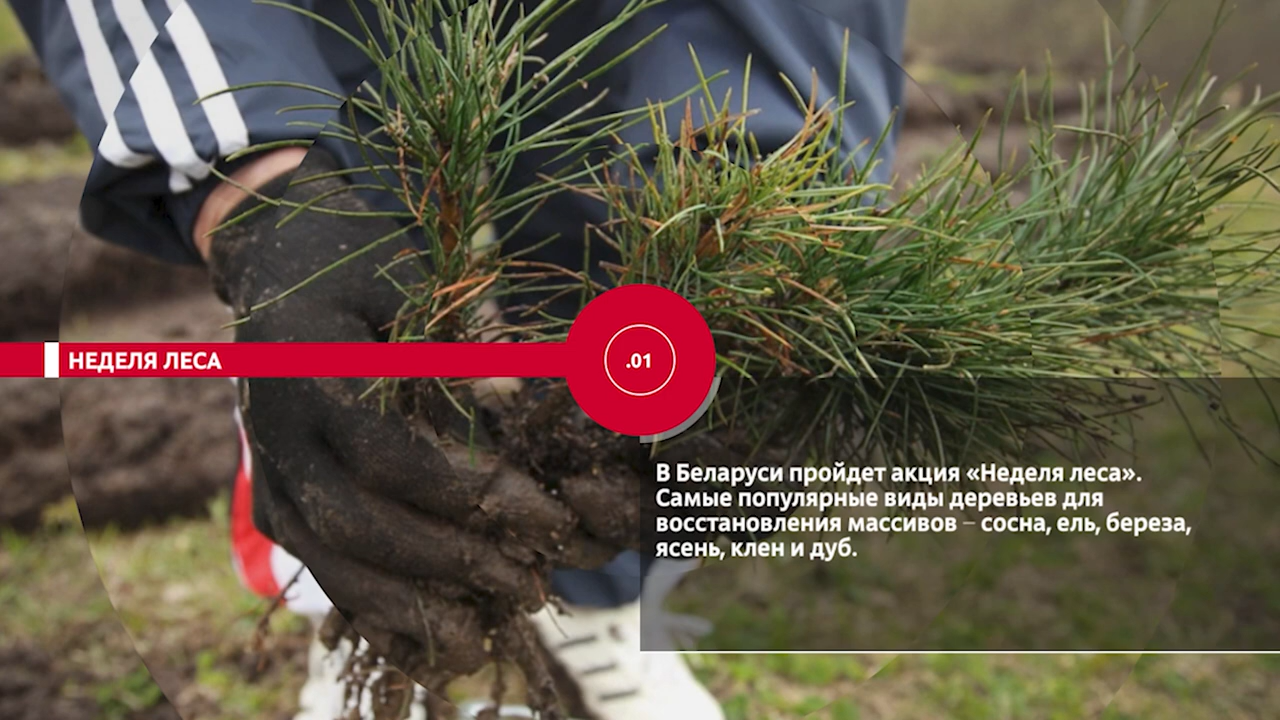 НЕДЕЛЯ ЛЕСА
.01
В Беларуси пройдет акция «Неделя леса».
Самые популярные виды деревьев для
восстановления массивов – сосна, ель, береза,
ясень, клен и дуб.